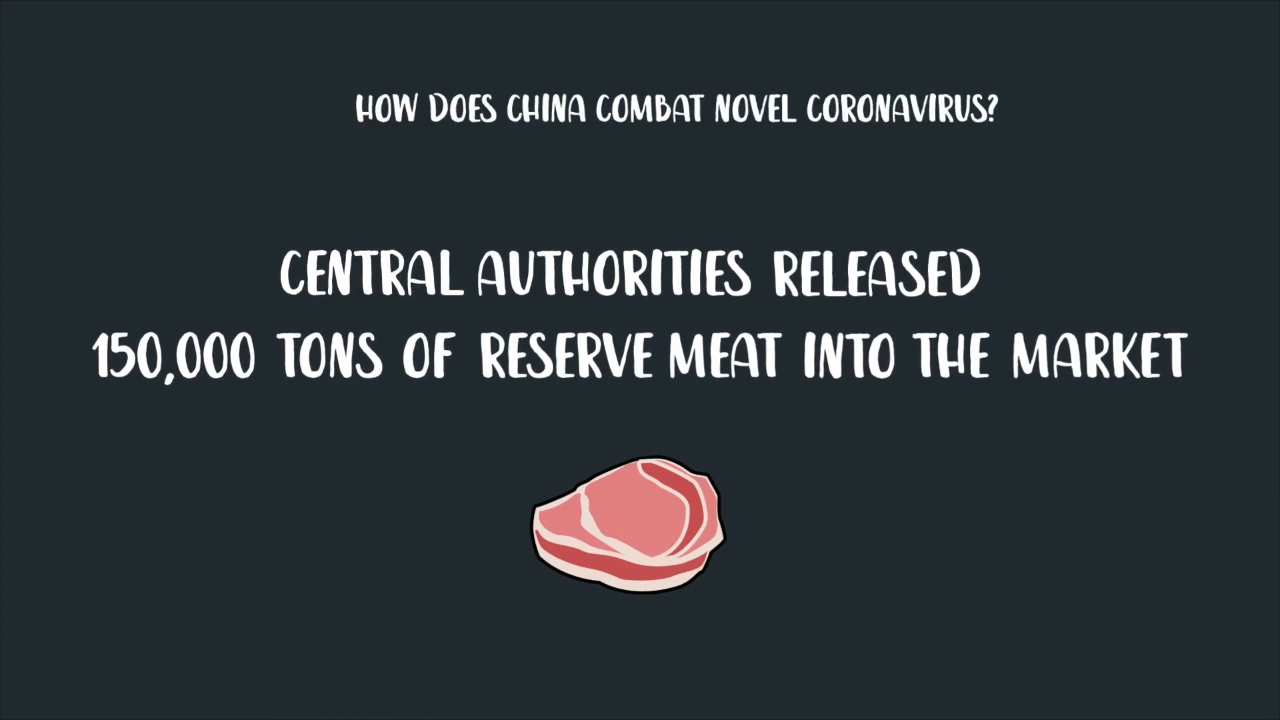 HOW DOES CHINA COMBAT NOVEL CORONAVIRUS?
CENTRAL AUTHORITIES RELEASED
150,000 TONS OF RESERVE MEAT INTO THE MARKET